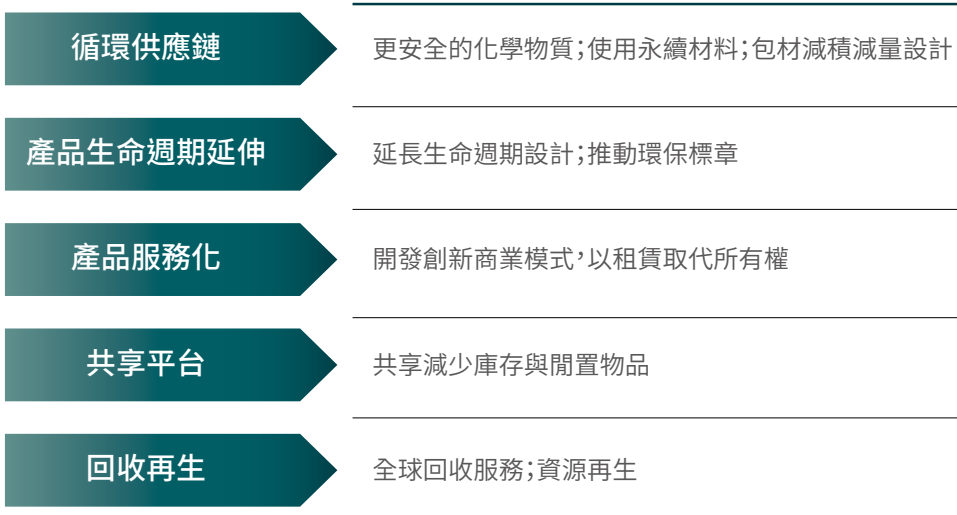 循環供應鏈
更安全的化學物質;使用永續材料;包材減積減量設計
產品生命週期延伸
延長生命週期設計;推動環保標章
產品服務化
開發創新商業模式,以租賃取代所有權
共享平台
共享減少庫存與閒置物品
回收再生
全球回收服務;資源再生